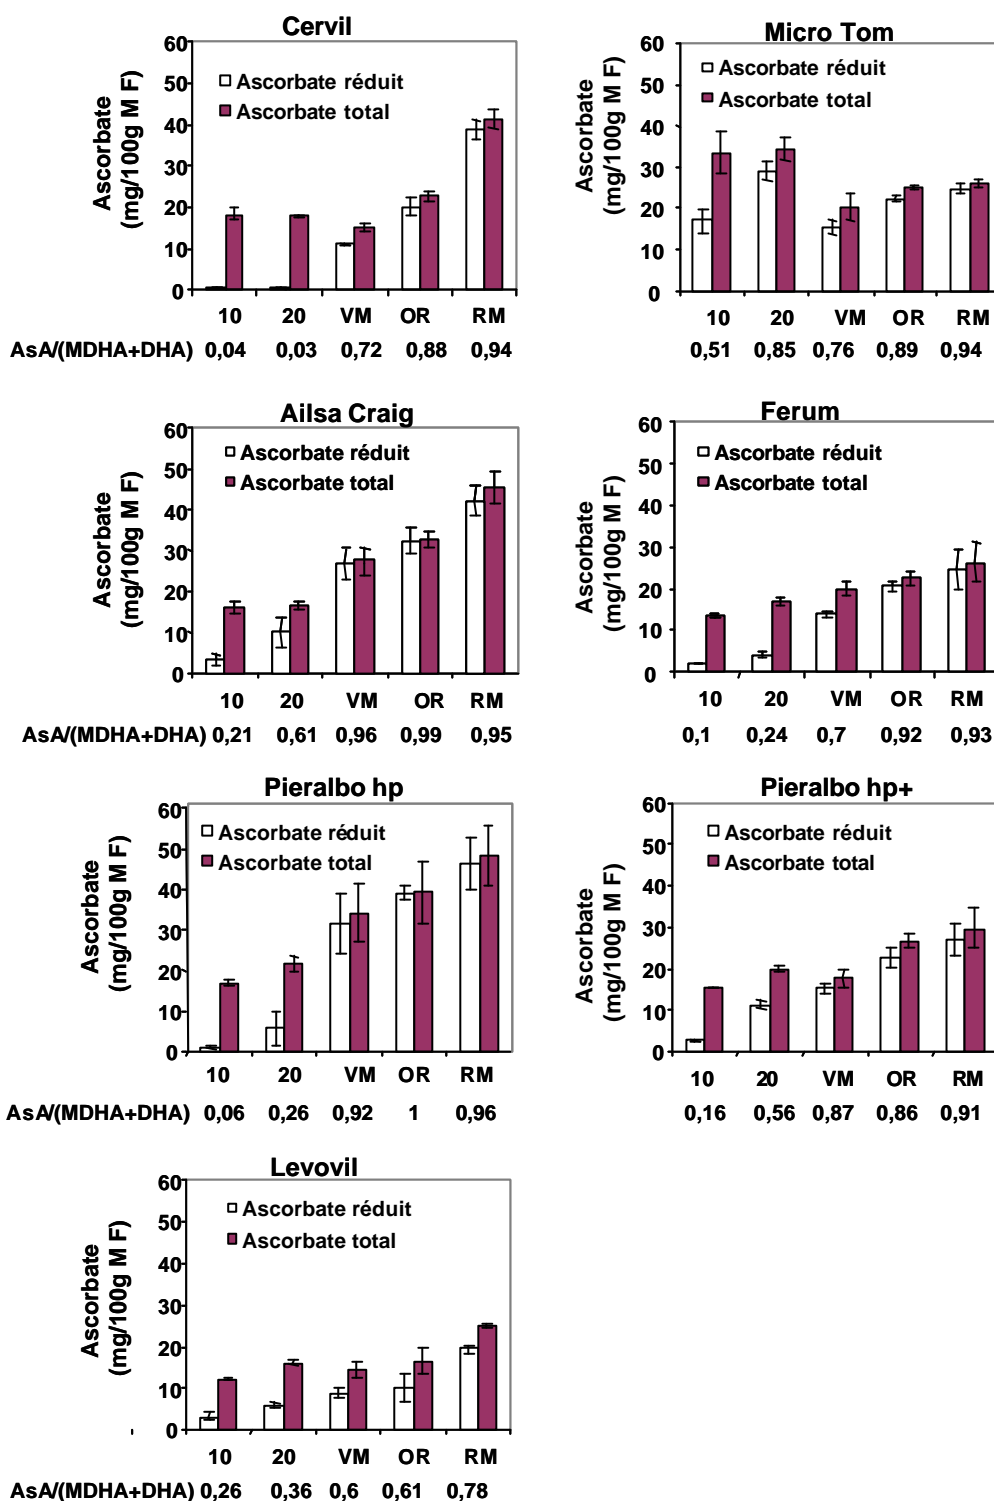 Cervil
60
50
40
30
20
10
0
Ascorbate
(mg/100g M F)
Ascorbate réduit
Ascorbate total
10 20 VM OR RM
AsA/(MDHA+DHA) 0,04 0,03 0,72 0,88 0,94
Micro Tom
60
50
40
30
20
10
0
Ascorbate
(mg/100g M F)
Ascorbate réduit
Ascorbate total
10 20 VM OR RM
0,51 0,85 0,76 0,89 0,94
Ailsa Craig
60
50
40
30
20
10
0
Ascorbate
(mg/100g M F)
Ascorbate réduit
Ascorbate total
10 20 VM OR RM
AsA/(MDHA+DHA) 0,21 0,61 0,96 0,99 0,95
Ferum
60
50
40
30
20
10
0
Ascorbate
(mg/100g M F)
Ascorbate réduit
Ascorbate total
10 20 VM OR RM
0,1 0,24 0,7 0,92 0,93
Pieralbo hp
60
50
40
30
20
10
0
Ascorbate
(mg/100g M F)
Ascorbate réduit
Ascorbate total
10 20 VM OR RM
AsA/(MDHA+DHA) 0,06 0,26 0,92 1 0,96
Pieralbo hp+
60
50
40
30
20
10
0
Ascorbate
(mg/100g M F)
Ascorbate réduit
Ascorbate total
10 20 VM OR RM
0,16 0,56 0,87 0,86 0,91
Levovil
60
50
40
30
20
10
0
Ascorbate
(mg/100g M F)
Ascorbate réduit
Ascorbate total
-
10 20 VM OR RM
AsA/(MDHA+DHA) 0,26 0,36 0,6 0,61 0,78